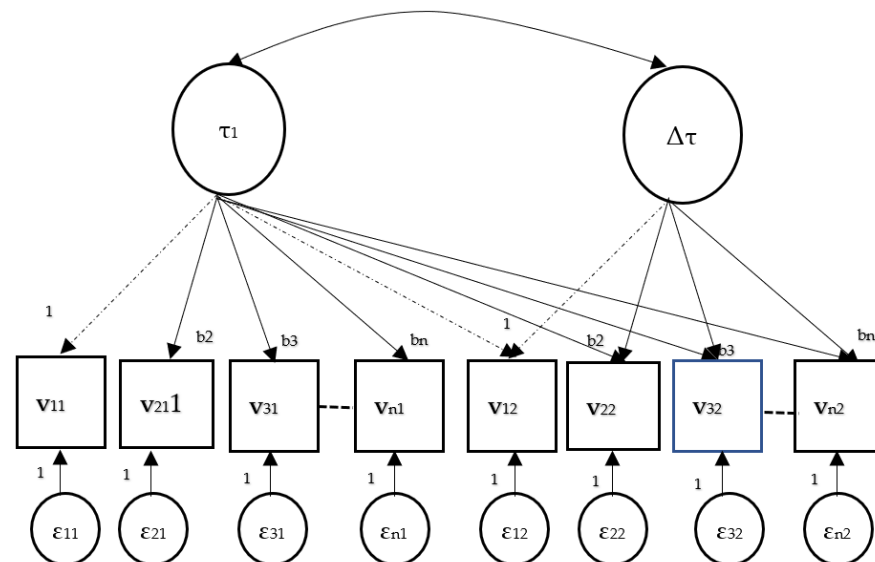 τ1 Δτ
1 b2 b3 bn 1 b2 b3 bn
v11 v211 v31 vn1 v12 v22 v32 vn2
1 1 1 1 1 1 1 1
ε11 ε21 ε31 εn1 ε12 ε22 ε32 εn2